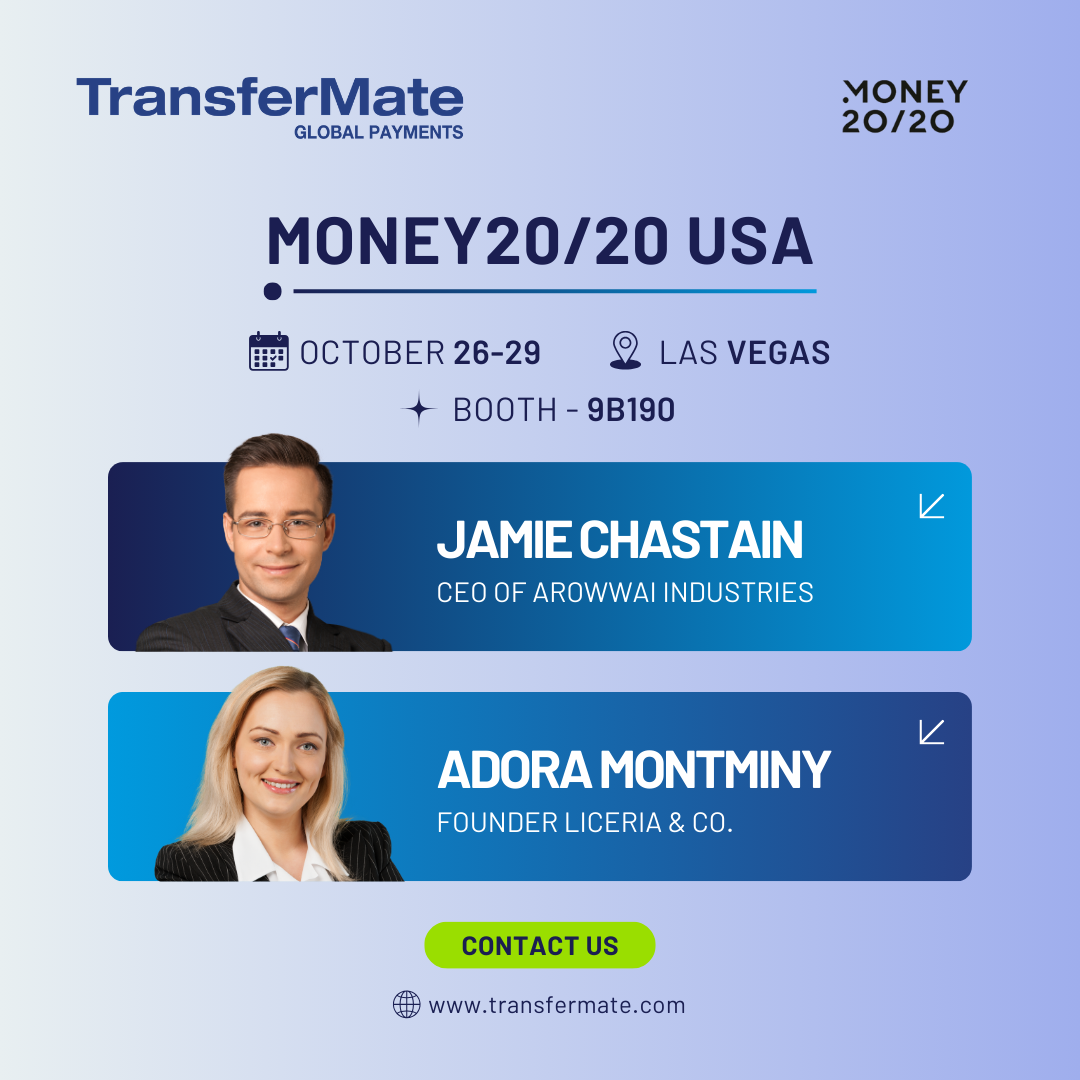 TransferMate
GLOBAL PAYMENTS
MONEY
20/20
MONEY20/20 USA
OCTOBER 26-29
LAS VEGAS
BOOTH - 9B190
JAMIE CHASTAIN
CEO OF AROWWAI INDUSTRIES
ADORA MONTMINY
FOUNDER LICERIA & CO.
CONTACT US
www.transfermate.com